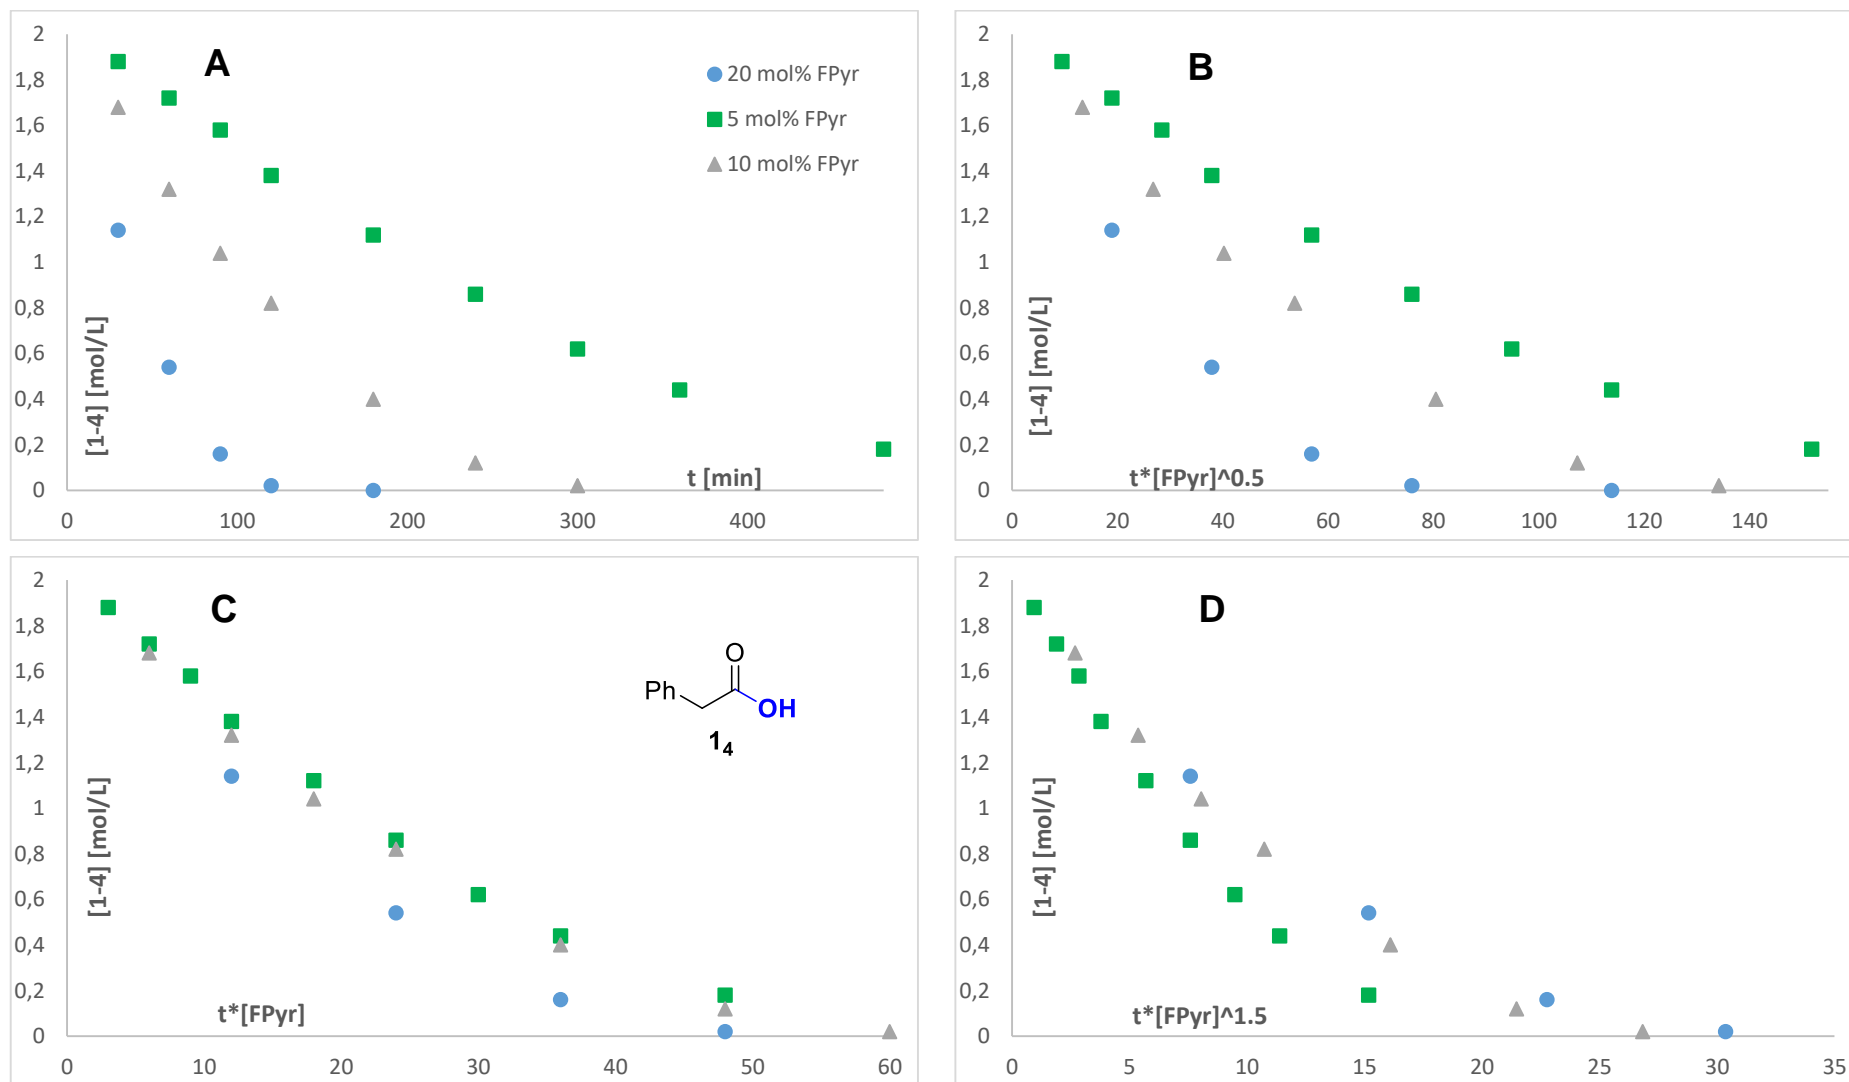 A
2
1,8
1,6
1,4
1,2
1
0,8
0,6
0,4
0,2
0
0 100 200 300 400
[1-4] [mol/L]
t [min]
20 mol% FPyr
5 mol% FPyr
10 mol% FPyr
B
2
1,8
1,6
1,4
1,2
1
0,8
0,6
0,4
0,2
0
0 20 40 60 80 100 120 140
[1-4] [mol/L]
t*[FPyr]^0.5
C
2
1,8
1,6
1,4
1,2
1
0,8
0,6
0,4
0,2
0
0 10 20 30 40 50 60
[1-4] [mol/L]
t*[FPyr]
O
Ph
OH
1₄
D
2
1,8
1,6
1,4
1,2
1
0,8
0,6
0,4
0,2
0
0 5 10 15 20 25 30 35
[1-4] [mol/L]
t*[FPyr]^1.5